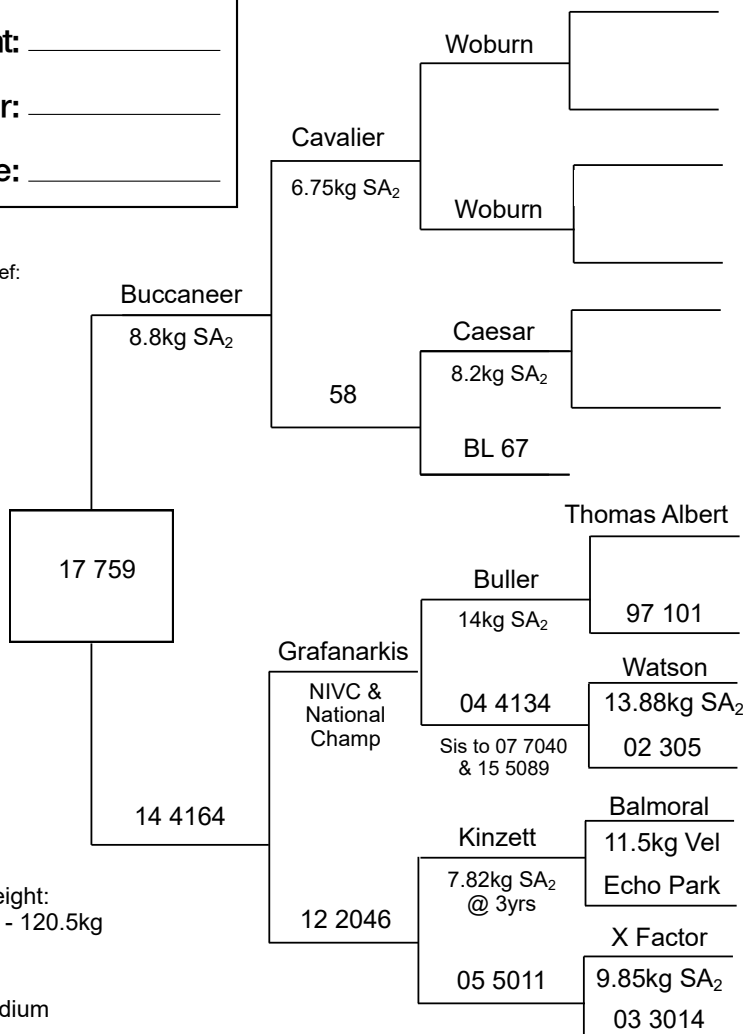 t:
r:
e:
ef:
Woburn
Cavalier
6.75kg SA₂
Woburn
Buccaneer
8.8kg SA₂
Caesar
8.2kg SA₂
58
BL 67
17 759
Thomas Albert
Buller
14kg SA₂
97 101
Grafanarkis
NIVC &
National
Champ
Watson
04 4134
13.88kg SA₂
Sis to 07 7040
& 15 5089
02 305
14 4164
Balmoral
Kinzett
11.5kg Vel
7.82kg SA₂
@ 3yrs
Echo Park
12 2046
X Factor
05 5011
9.85kg SA₂
03 3014
eight:
- 120.5kg
dium